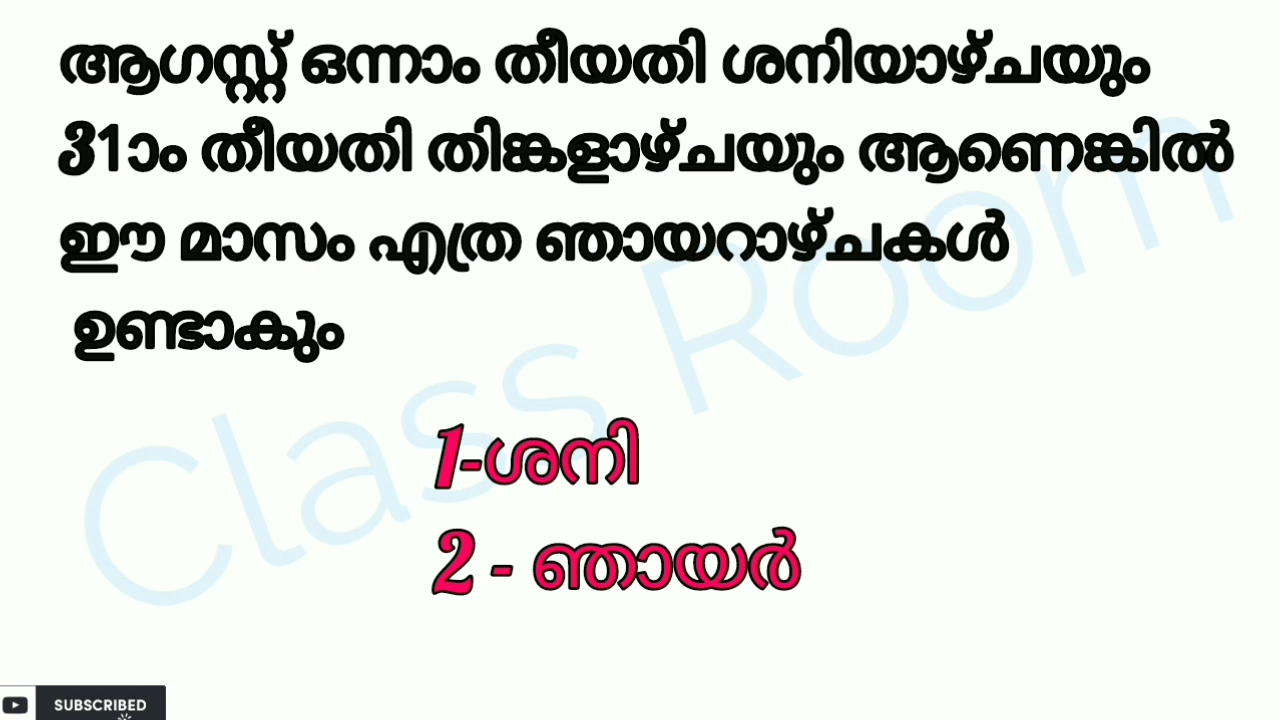 ആഗസ്റ്റ് ഒന്നാം തീയതി ശനിയാഴ്ചയും
31ാം തീയതി തിങ്കളാഴ്ചയും ആണെങ്കിൽ
ഈ മാസം എത്ര ഞായറാഴ്ചകൾ
ഉണ്ടാകും
Class Room
1-ശനി
2 - ഞായർ
SUBSCRIBED